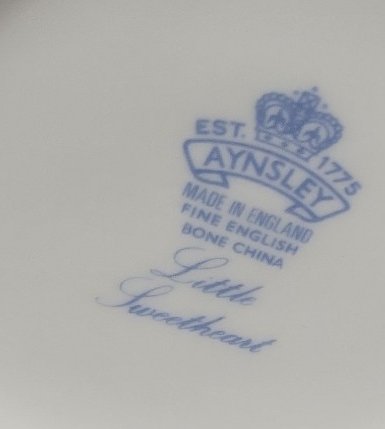 EST. 1775
AYNSLEY
MADE IN ENGLAND
FINE ENGLISH
BONE CHINA
Little
Sweetheart